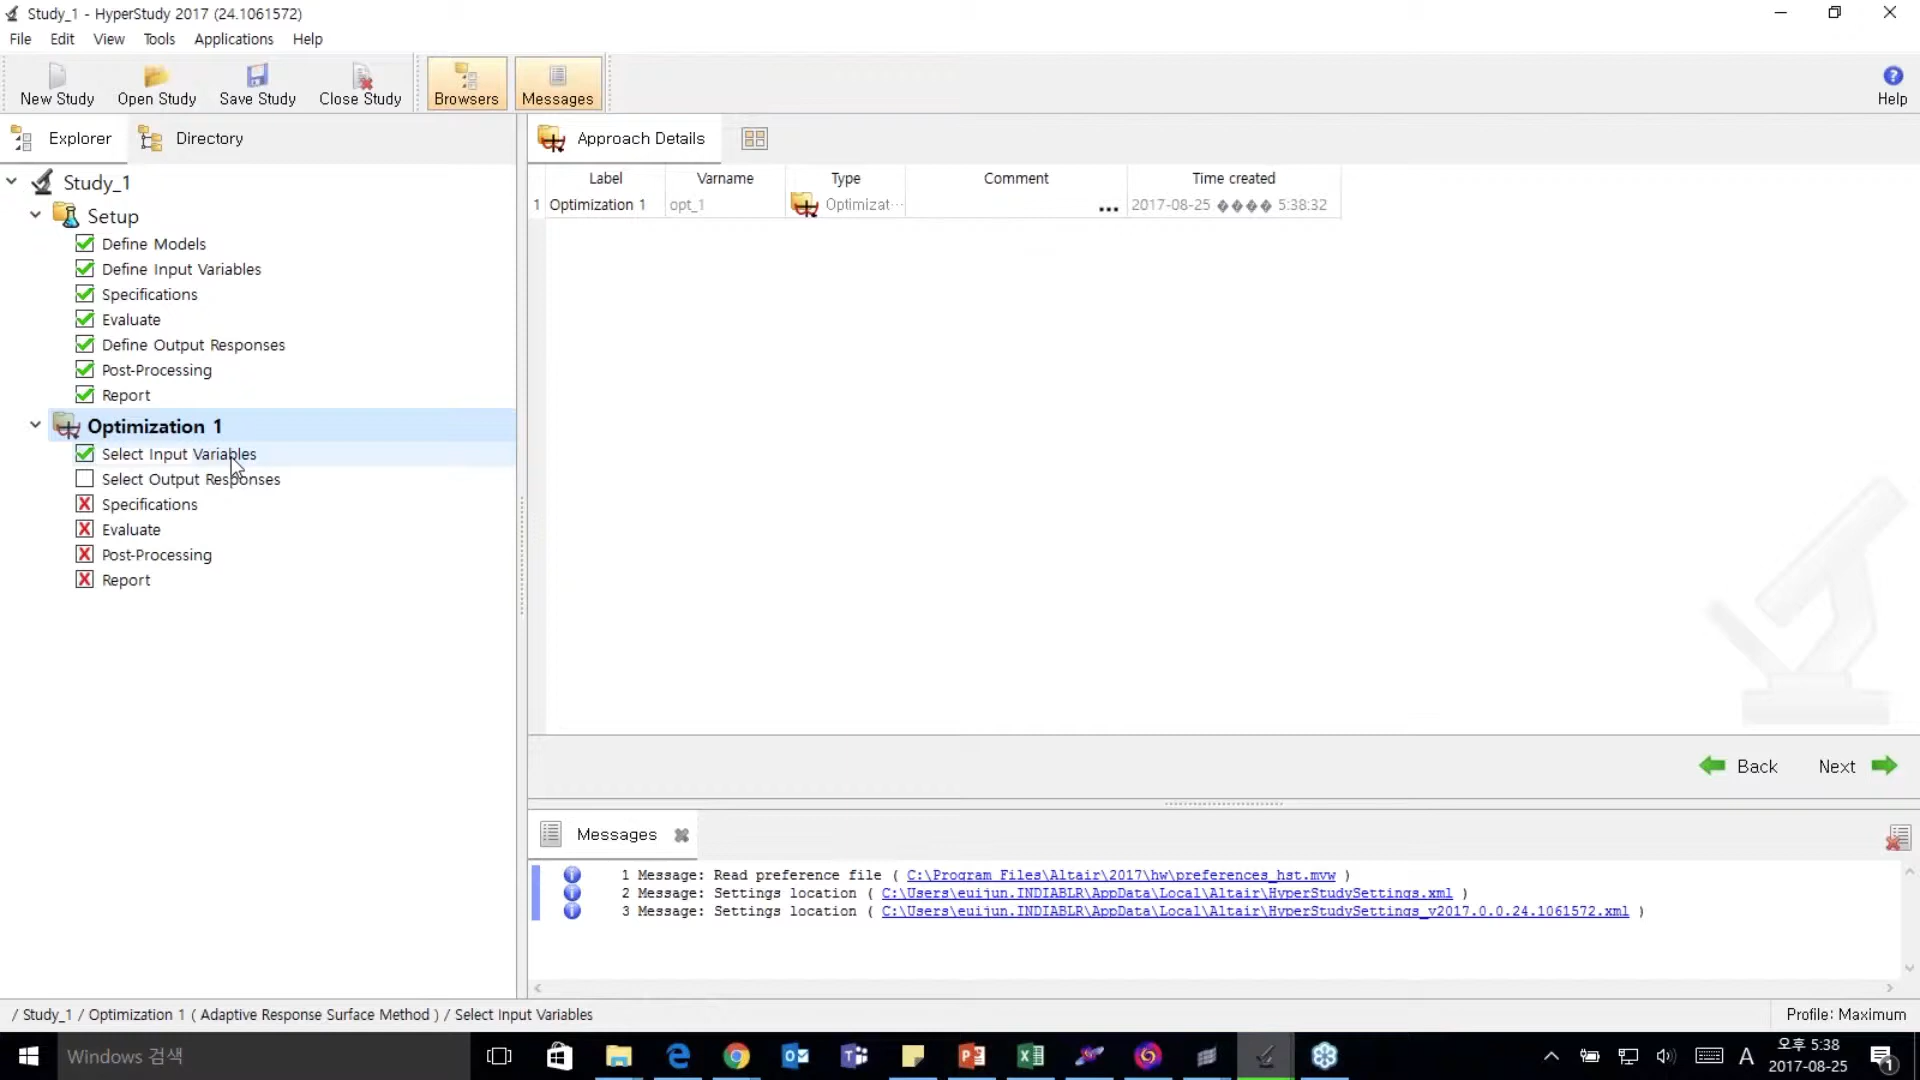 Study_1 - HyperStudy 2017 (24.1061572)
File Edit View Tools Applications Help
New Study Open Study Save Study Close Study Browsers Messages Help
Explorer Directory Approach Details
Label Varname Type Comment Time created
1 Optimization 1 opt_1 Optimizat··· ... 2017-08-25 ���� 5:38:32
Study_1
Setup
Define Models
Define Input Variables
Specifications
Evaluate
Define Output Responses
Post-Processing
Report
Optimization 1
Select Input Variables
Select Output Responses
Specifications
Evaluate
Post-Processing
Report
Back Next
Messages
1 Message: Read preference file ( C:\Program Files\Altair\2017\hw\preferences_hst.mvw )
2 Message: Settings location ( C:\Users\euijun.INDIABLR\AppData\Local\Altair\HyperStudySettings.xml )
3 Message: Settings location ( C:\Users\euijun.INDIABLR\AppData\Local\Altair\HyperStudySettings_v2017.0.0.24.1061572.xml )
/ Study_1 / Optimization 1 ( Adaptive Response Surface Method ) / Select Input Variables
Profile: Maximum
Windows 검색
A
오후 5:38
2017-08-25
1